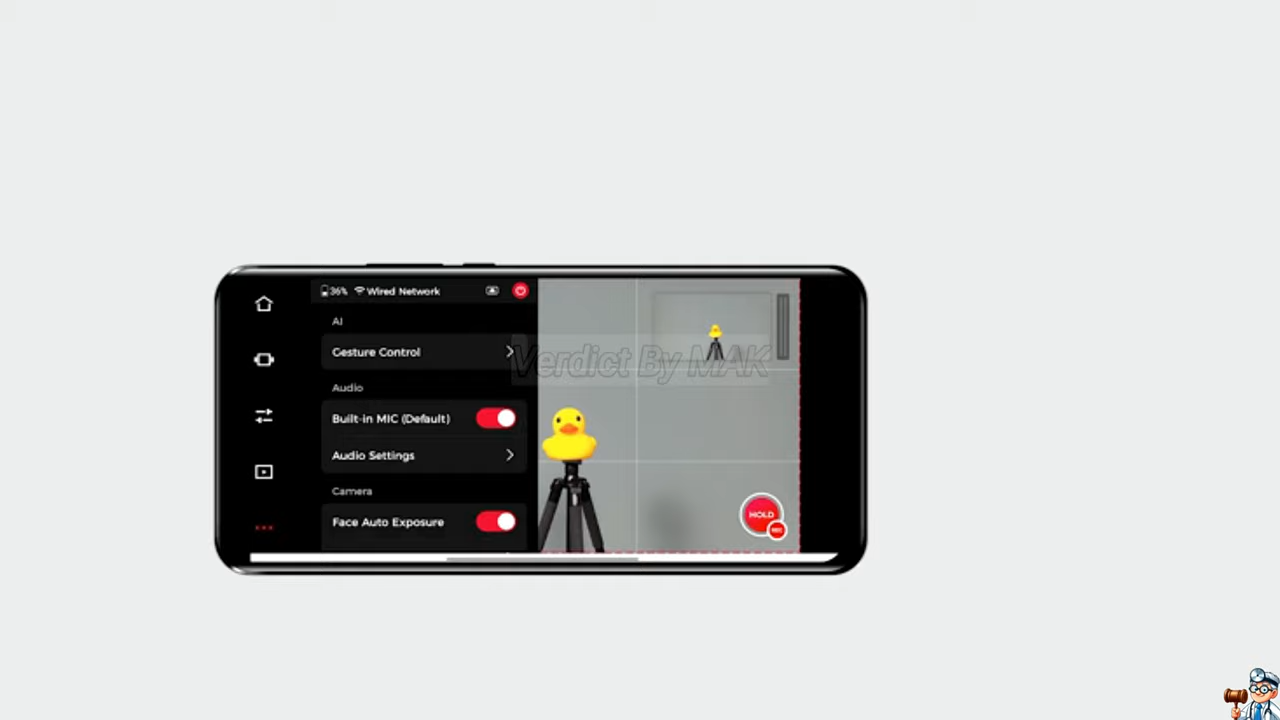 36% Wired Network
AI
Gesture Control
Audio
Built-in MIC (Default)
Audio Settings
Camera
Face Auto Exposure
Verdict By MAK
HOLD
REC